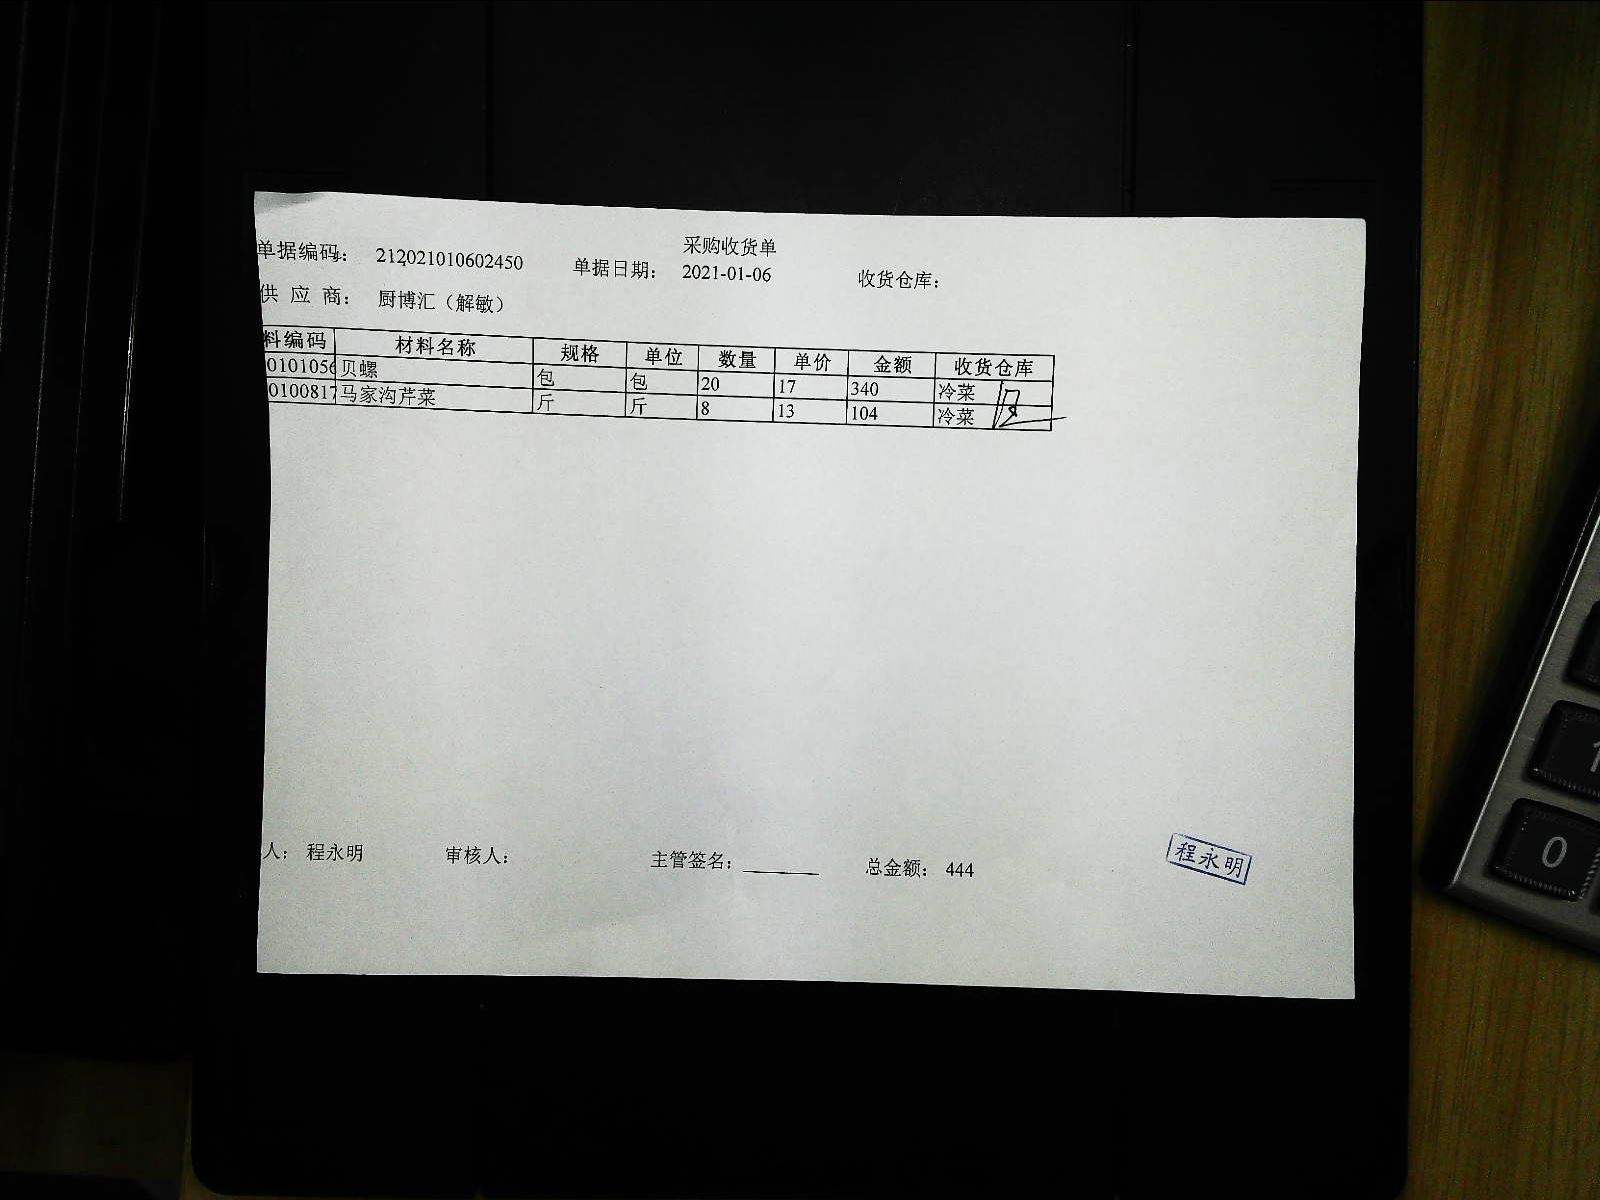 采购收货单
单据编码： 212021010602450 单据日期： 2021-01-06 收货仓库：
供 应 商： 厨博汇（解敏）
料编码 材料名称 规格 单位 数量 单价 金额 收货仓库
0101056 贝螺 包 包 20 17 340 冷菜
0100817 马家沟芹菜 斤 斤 8 13 104 冷菜
人： 程永明 审核人： 主管签名： 总金额： 444
程永明
1
0